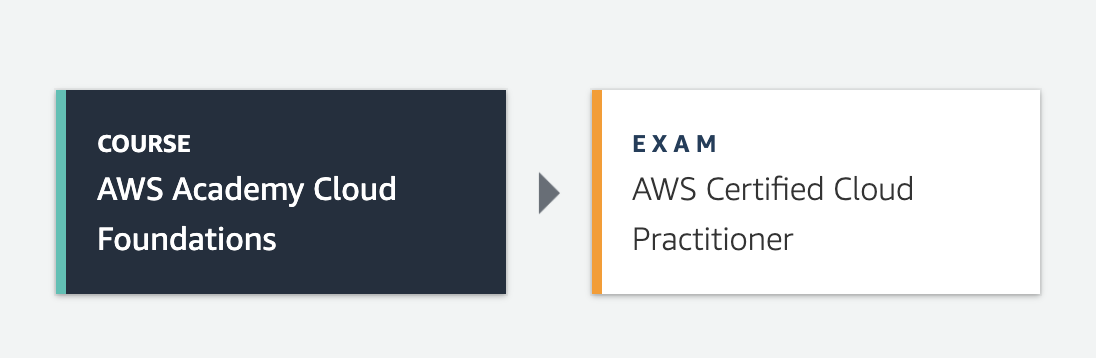 COURSE
AWS Academy Cloud
Foundations
EXAM
AWS Certified Cloud
Practitioner